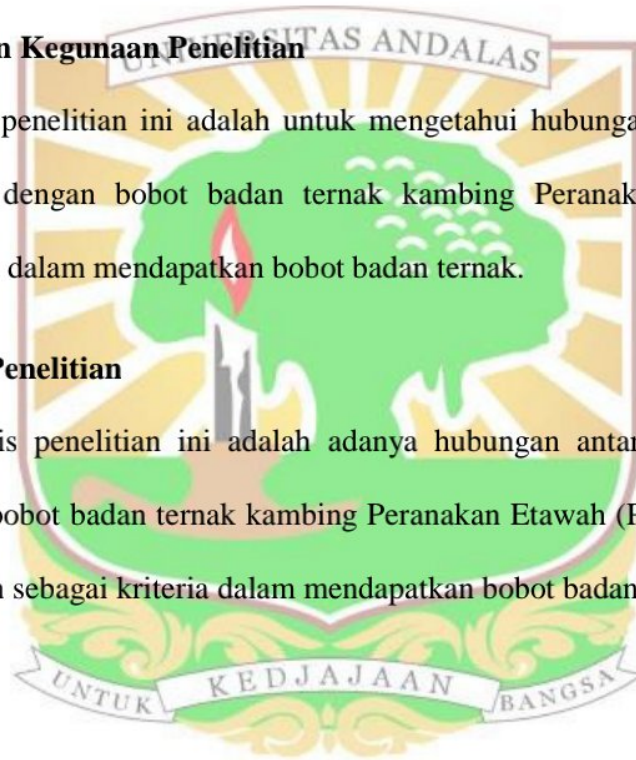 n Kegunaan Penelitian
UNIVERSITAS ANDALAS
penelitian ini adalah untuk mengetahui hubunga
dengan bobot badan ternak kambing Peranak
dalam mendapatkan bobot badan ternak.
Penelitian
is penelitian ini adalah adanya hubungan antar
bobot badan ternak kambing Peranakan Etawah (P
n sebagai kriteria dalam mendapatkan bobot badan
UNTUK KEDJAJAAN BANGSA